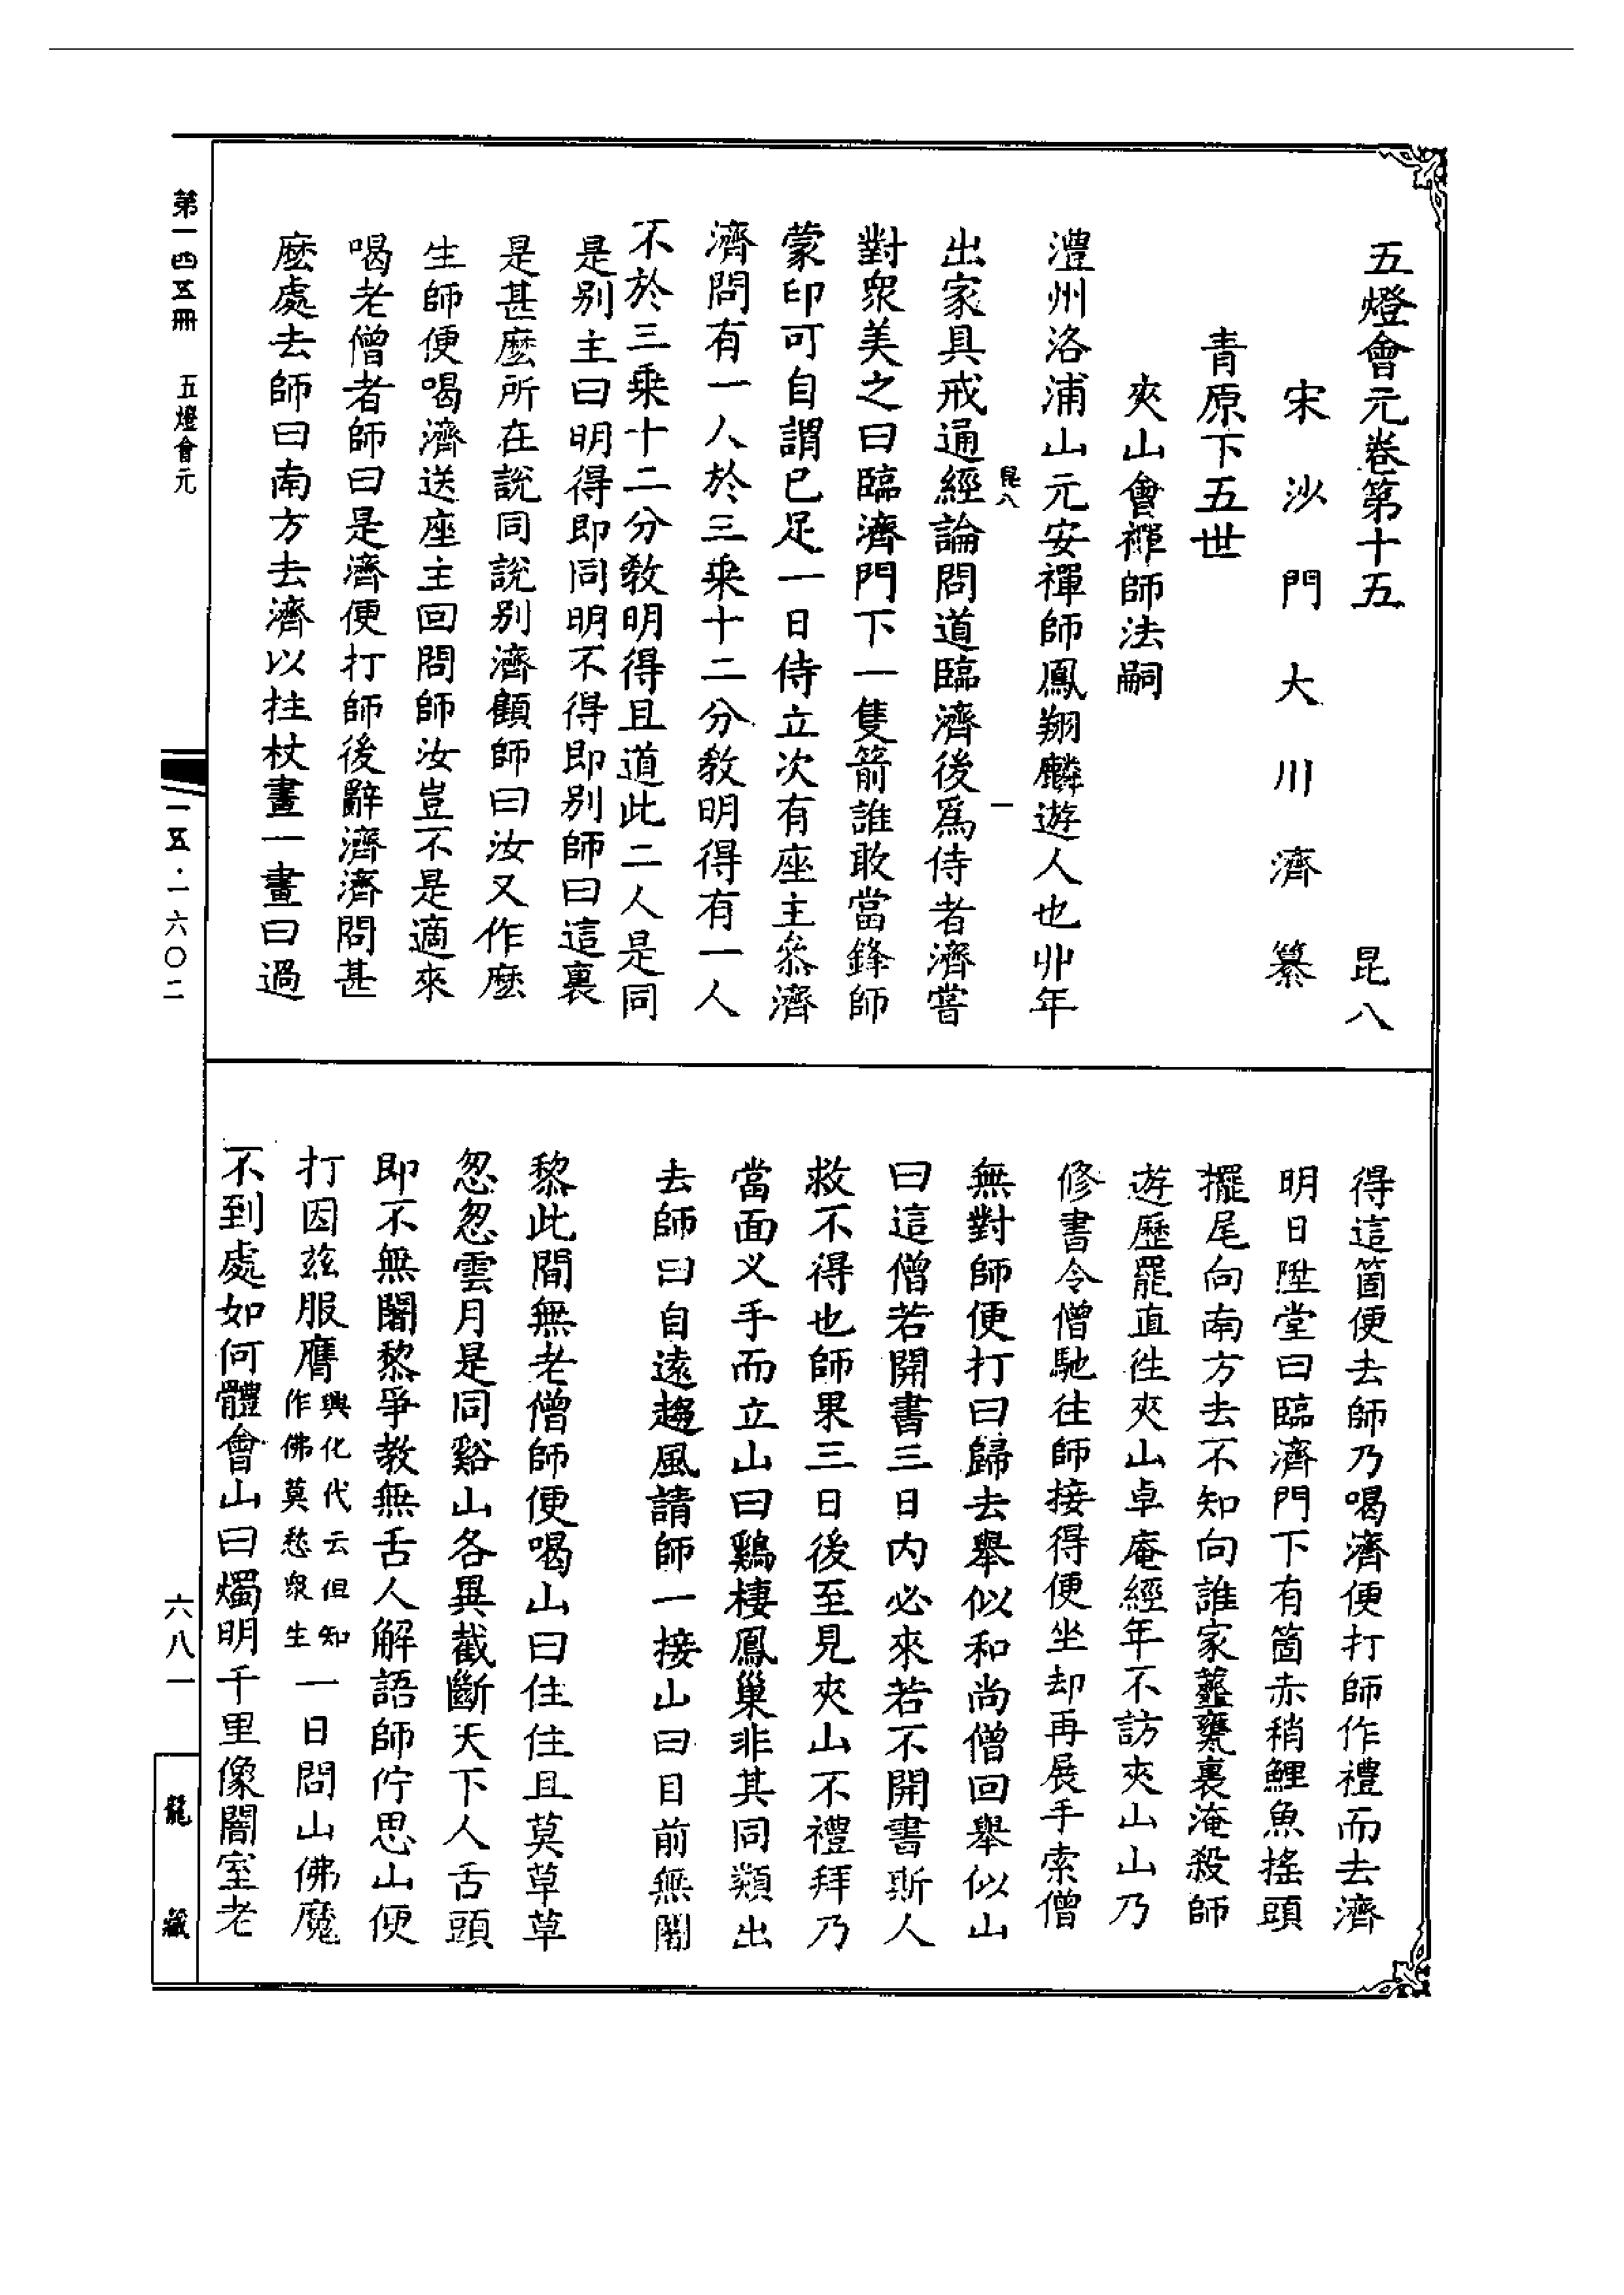 五燈會元卷第十五　昆八
宋沙門大川濟纂
青原下五世
夾山會禪師法嗣
澧州洛浦山元安禪師鳳翔麟遊人也丱年
昆八　一
出家具戒通經論問道臨濟後爲侍者濟嘗
對衆美之曰臨濟門下一隻箭誰敢當鋒師
蒙印可自謂已足一日侍立次有座主叅濟
濟問有一人於三乘十二分教明得有一人
不於三乘十二分教明得且道此二人是同
是别主曰明得即同明不得即别師曰這裏
是甚麽所在説同説别濟顧師曰汝又作麽
生師便喝濟送座主回問師汝豈不是適來
喝老僧者師曰是濟便打師後辭濟濟問甚
麽處去師曰南方去濟以拄杖畫一畫曰過
得這箇便去師乃喝濟便打師作禮而去濟
明日陞堂曰臨濟門下有箇赤稍鯉魚搖頭
擺尾向南方去不知向誰家虀甕裏淹殺師
遊歷罷直徃夾山卓庵經年不訪夾山山乃
修書令僧馳往師接得便坐却再展手索僧
無對師便打曰歸去舉似和尚僧回舉似山
曰這僧若開書三日内必來若不開書斯人
救不得也師果三日後至見夾山不禮拜乃
當面义手而立山曰鷄棲鳳巢非其同類出
去師曰自逺趨風請師一接山曰目前無闍
黎此間無老僧師便喝山曰住住且莫草草
忽忽雲月是同谿山各異截斷天下人舌頭
即不無闍黎爭教無舌人解語師佇思山便
打因兹服膺興化代云但知作佛莫愁衆生一日問山佛魔
不到處如何體會山曰燭明千里像闇室老
第一四五冊　五燈會元
一五·一六〇二
六八一
龍藏